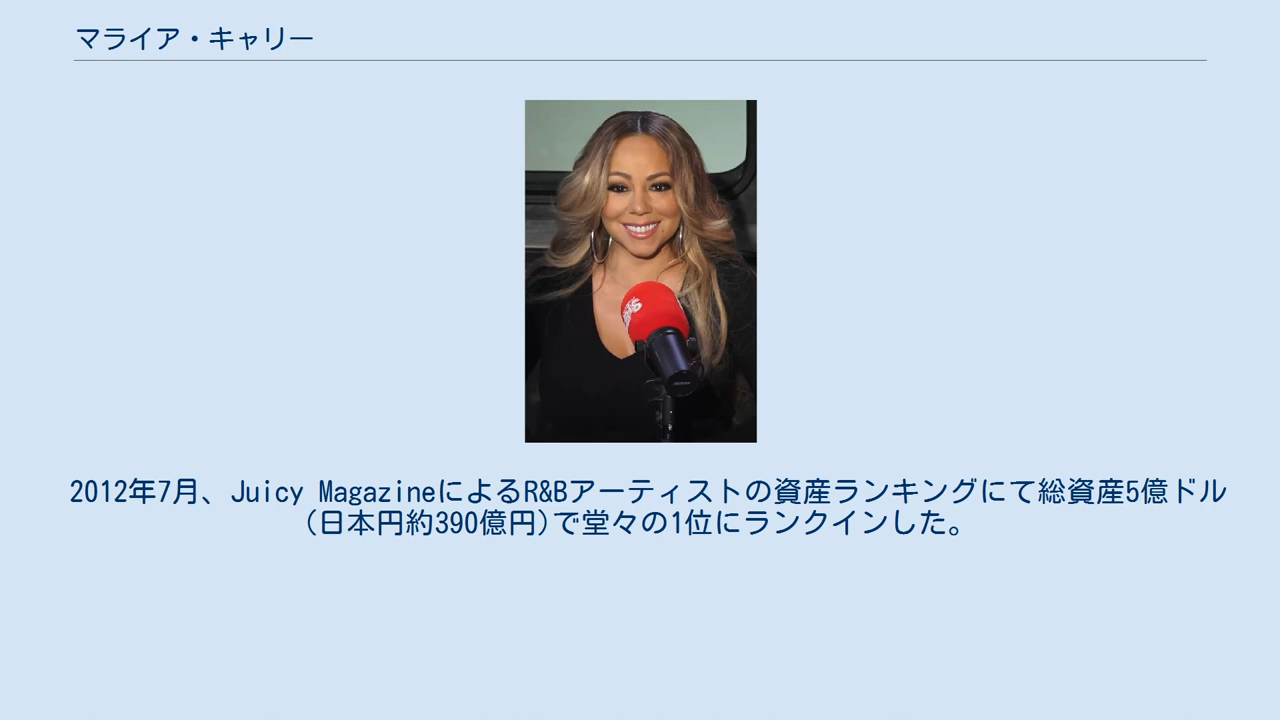 マライア・キャリー
2012年7月、Juicy MagazineによるR&Bアーティストの資産ランキングにて総資産5億ドル
(日本円約390億円)で堂々の1位にランクインした。